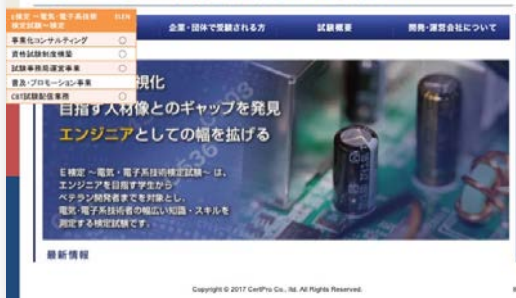 E検定 ～電気・電子系技術
検定試験～検定
事業化コンサルティング ○
資格試験制度構築 ○
試験事務局運営事業 ○
普及・プロモーション事業
CBT試験配信業務 ○
企業・団体で受験される方
試験概要
開発・運営会社について
視化
目指す人材像とのギャップを発見
エンジニアとしての幅を拡げる
E検定 ～電気・電子系技術検定試験～ は、
エンジニアを目指す学生から
ベテラン開発者までを対象とし、
電気・電子系技術者の幅広い知識・スキルを
測定する検定試験です。
最新情報
Copyright © 2017 CertPro Co., ltd. All Rights Reserved.